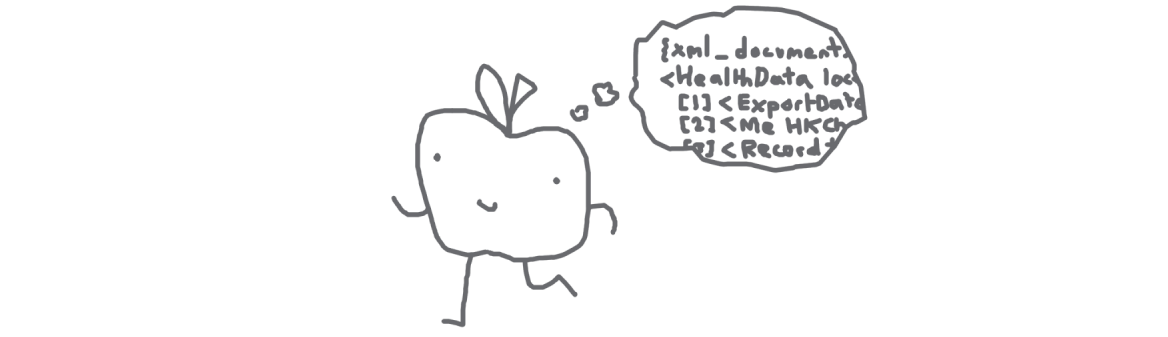 {xml_document
<HealthData loc
[1] <ExportDate
[2] <Me HKCh
<Record t